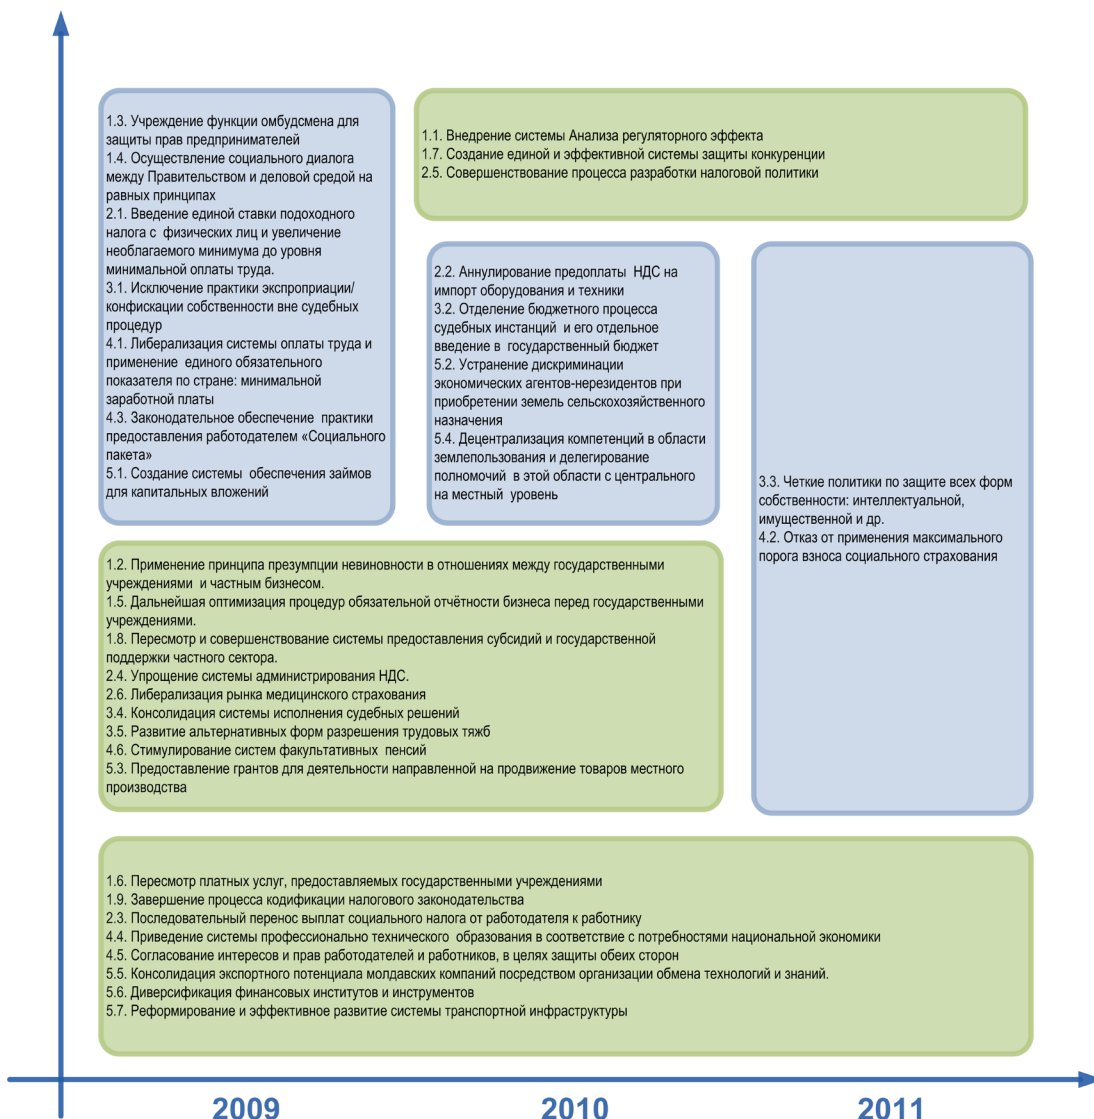 1.3. Учреждение функции омбудсмена для
защиты прав предпринимателей
1.4. Осуществление социального диалога
между Правительством и деловой средой на
равных принципах
2.1. Введение единой ставки подоходного
налога с физических лиц и увеличение
необлагаемого минимума до уровня
минимальной оплаты труда.
3.1. Исключение практики экспроприации/
конфискации собственности вне судебных
процедур
4.1. Либерализация системы оплаты труда и
применение единого обязательного
показателя по стране: минимальной
заработной платы
4.3. Законодательное обеспечение практики
предоставления работодателем «Социального
пакета»
5.1. Создание системы обеспечения займов
для капитальных вложений
1.1. Внедрение системы Анализа регуляторного эффекта
1.7. Создание единой и эффективной системы защиты конкуренции
2.5. Совершенствование процесса разработки налоговой политики
2.2. Аннулирование предоплаты НДС на
импорт оборудования и техники
3.2. Отделение бюджетного процесса
судебных инстанций и его отдельное
введение в государственный бюджет
5.2. Устранение дискриминации
экономических агентов-нерезидентов при
приобретении земель сельскохозяйственного
назначения
5.4. Децентрализация компетенций в области
землепользования и делегирование
полномочий в этой области с центрального
на местный уровень
3.3. Четкие политики по защите всех форм
собственности: интеллектуальной,
имущественной и др.
4.2. Отказ от применения максимального
порога взноса социального страхования
1.2. Применение принципа презумпции невиновности в отношениях между государственными
учреждениями и частным бизнесом.
1.5. Дальнейшая оптимизация процедур обязательной отчётности бизнеса перед государственными
учреждениями.
1.8. Пересмотр и совершенствование системы предоставления субсидий и государственной
поддержки частного сектора.
2.4. Упрощение системы администрирования НДС.
2.6. Либерализация рынка медицинского страхования
3.4. Консолидация системы исполнения судебных решений
3.5. Развитие альтернативных форм разрешения трудовых тяжб
4.6. Стимулирование систем факультативных пенсий
5.3. Предоставление грантов для деятельности направленной на продвижение товаров местного
производства
1.6. Пересмотр платных услуг, предоставляемых государственными учреждениями
1.9. Завершение процесса кодификации налогового законодательства
2.3. Последовательный перенос выплат социального налога от работодателя к работнику
4.4. Приведение системы профессионально технического образования в соответствие с потребностями национальной экономики
4.5. Согласование интересов и прав работодателей и работников, в целях защиты обеих сторон
5.5. Консолидация экспортного потенциала молдавских компаний посредством организации обмена технологий и знаний.
5.6. Диверсификация финансовых институтов и инструментов
5.7. Реформирование и эффективное развитие системы транспортной инфраструктуры
2009
2010
2011